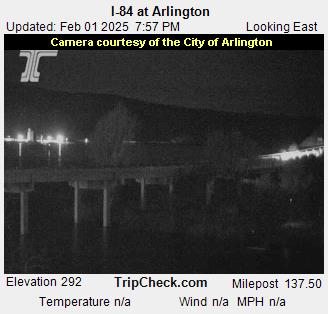 I-84 at Arlington
Updated: Feb 01 2025 7:57 PM Looking East
Camera courtesy of the City of Arlington
Elevation 292 TripCheck.com Milepost 137.50
Temperature n/a Wind n/a MPH n/a